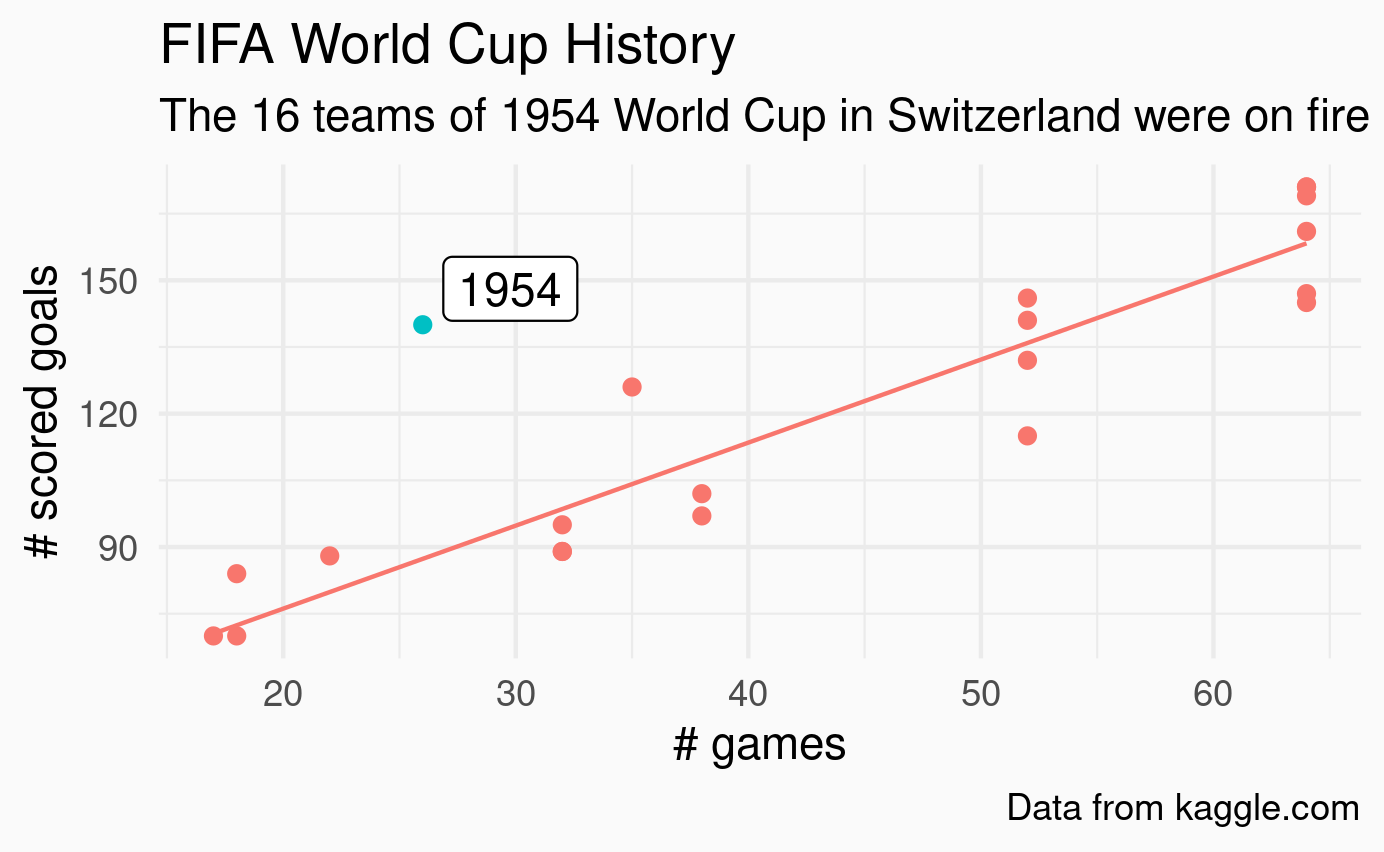 FIFA World Cup History
The 16 teams of 1954 World Cup in Switzerland were on fire
# scored goals
150
120
90
1954
20 30 40 50 60
# games
Data from kaggle.com